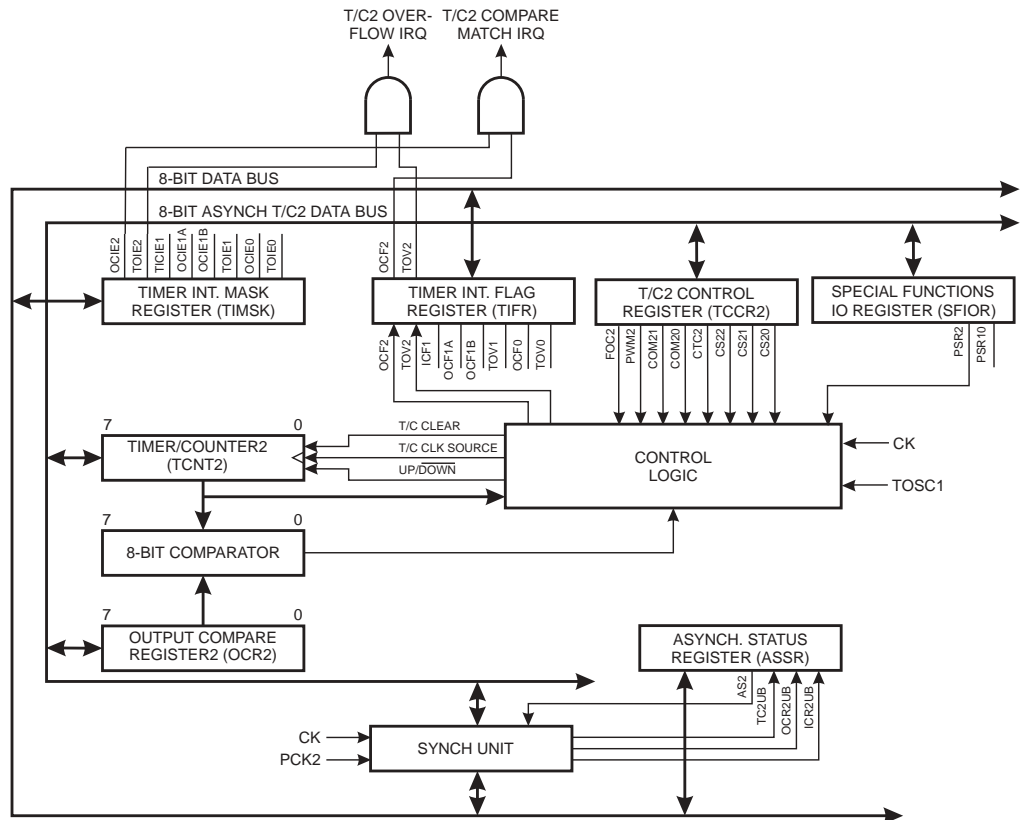 T/C2 OVER-
FLOW IRQ
T/C2 COMPARE
MATCH IRQ
8-BIT DATA BUS
8-BIT ASYNCH T/C2 DATA BUS
OCIE2
TOIE2
TICIE1
OCIE1A
OCIE1B
TOIE1
OCIE0
TOIE0
OCF2
TOV2
TIMER INT. MASK
REGISTER (TIMSK)
TIMER INT. FLAG
REGISTER (TIFR)
T/C2 CONTROL
REGISTER (TCCR2)
SPECIAL FUNCTIONS
IO REGISTER (SFIOR)
OCF2
TOV2
ICF1
OCF1A
OCF1B
TOV1
OCF0
TOV0
FOC2
PWM2
COM21
COM20
CTC2
CS22
CS21
CS20
PSR2
PSR10
7 0
TIMER/COUNTER2
(TCNT2)
T/C CLEAR
T/C CLK SOURCE
UP/DOWN
CONTROL
LOGIC
CK
TOSC1
7 0
8-BIT COMPARATOR
7 0
OUTPUT COMPARE
REGISTER2 (OCR2)
ASYNCH. STATUS
REGISTER (ASSR)
AS2
TC2UB
OCR2UB
ICR2UB
CK
PCK2
SYNCH UNIT